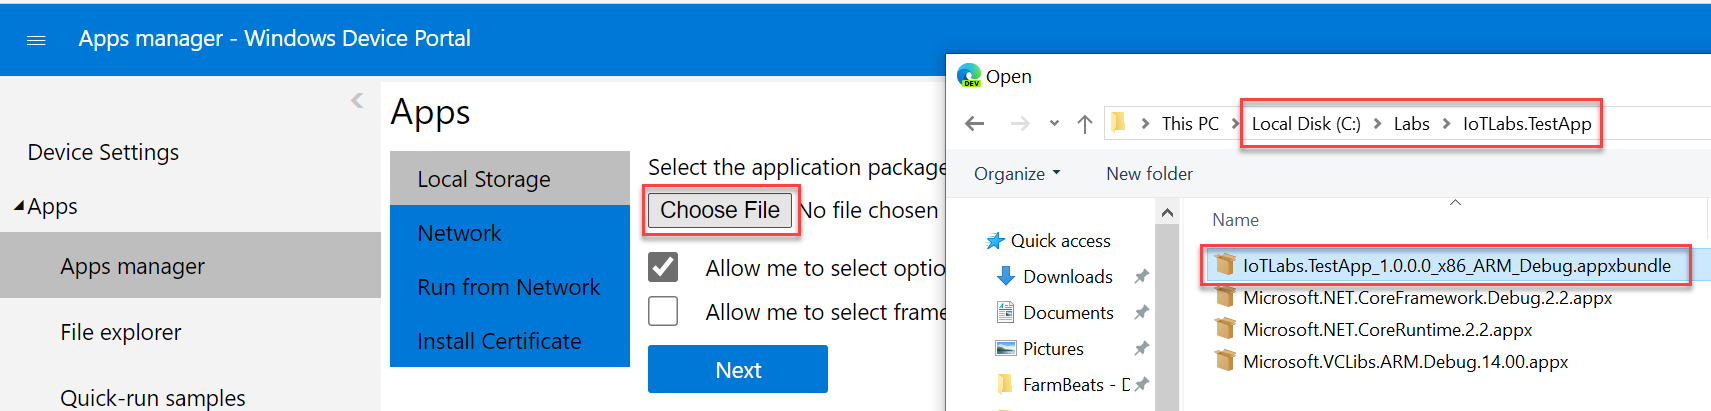 Apps manager - Windows Device Portal
Device Settings
Apps
Apps manager
File explorer
Quick-run samples
Apps
Local Storage
Network
Run from Network
Install Certificate
Select the application package
Choose File No file chosen
Allow me to select optio
Allow me to select frame
Next
DEV
Open
This PC > Local Disk (C:) > Labs > IoTLabs.TestApp
Organize New folder
Quick access
Downloads
Documents
Pictures
FarmBeats - D
Name
IoTLabs.TestApp_1.0.0.0_x86_ARM_Debug.appxbundle
Microsoft.NET.CoreFramework.Debug.2.2.appx
Microsoft.NET.CoreRuntime.2.2.appx
Microsoft.VCLibs.ARM.Debug.14.00.appx